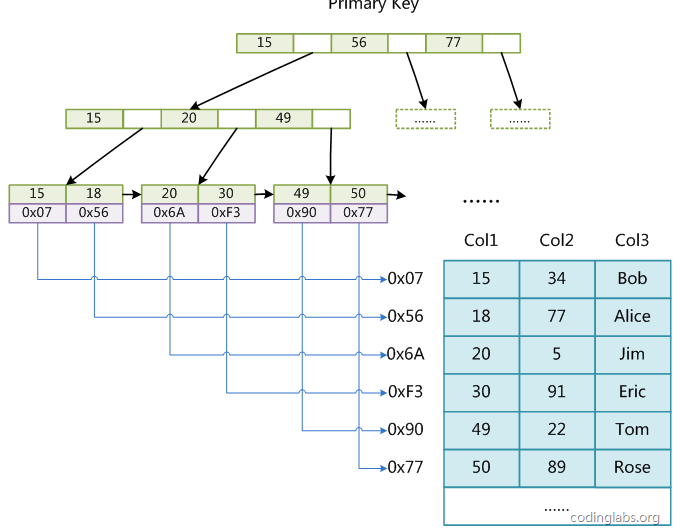 Primary Key
15 56 77
15 20 49
...... ......
15 18 20 30 49 50
0x07 0x56 0x6A 0xF3 0x90 0x77
......
Col1 Col2 Col3
0x07 15 34 Bob
0x56 18 77 Alice
0x6A 20 5 Jim
0xF3 30 91 Eric
0x90 49 22 Tom
0x77 50 89 Rose
......
codinglabs.org